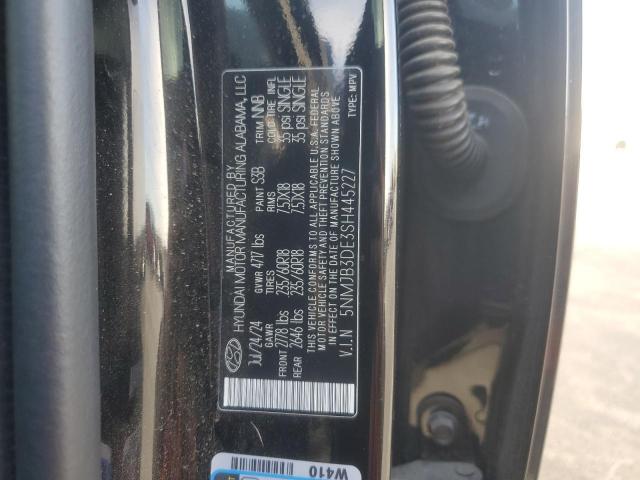 MANUFACTURED BY
HYUNDAI MOTOR MANUFACTURING ALABAMA, LLC
Jul/24/24 GVWR 4717 lbs PAINT S3B TRIM NNB
GAWR TIRE RIMS COLD TIRE INFL
FRONT 2778 lbs 235/60R18 7.5JX18 35 psi SINGLE
REAR 2646 lbs 235/60R18 7.5JX18 35 psi SINGLE
THIS VEHICLE CONFORMS TO ALL APPLICABLE U.S.A. FEDERAL
MOTOR VEHICLE SAFETY AND THEFT PREVENTION STANDARDS
IN EFFECT ON THE DATE OF MANUFACTURE SHOWN ABOVE.
V.I.N 5NMJB3DE3SH445227 TYPE: MPV
W410